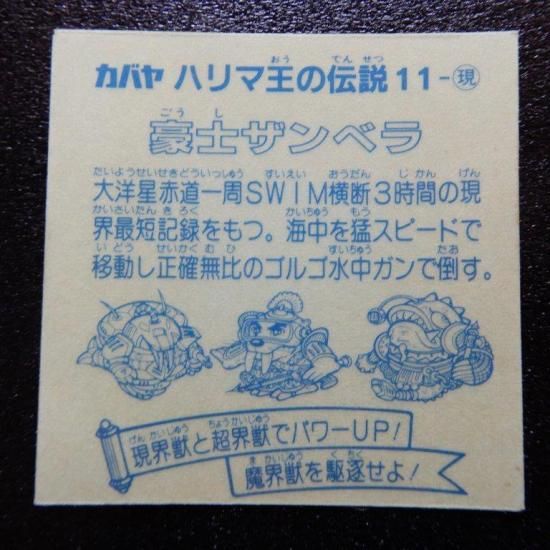 カバヤ ハリマ王の伝説 11-現
豪士ザンベラ
大洋星赤道一周SWIM横断3時間の現
界最短記録をもつ。海中を猛スピードで
移動し正確無比のゴルゴ水中ガンで倒す。
現界獣と超界獣でパワーUP!
魔界獣を駆逐せよ!